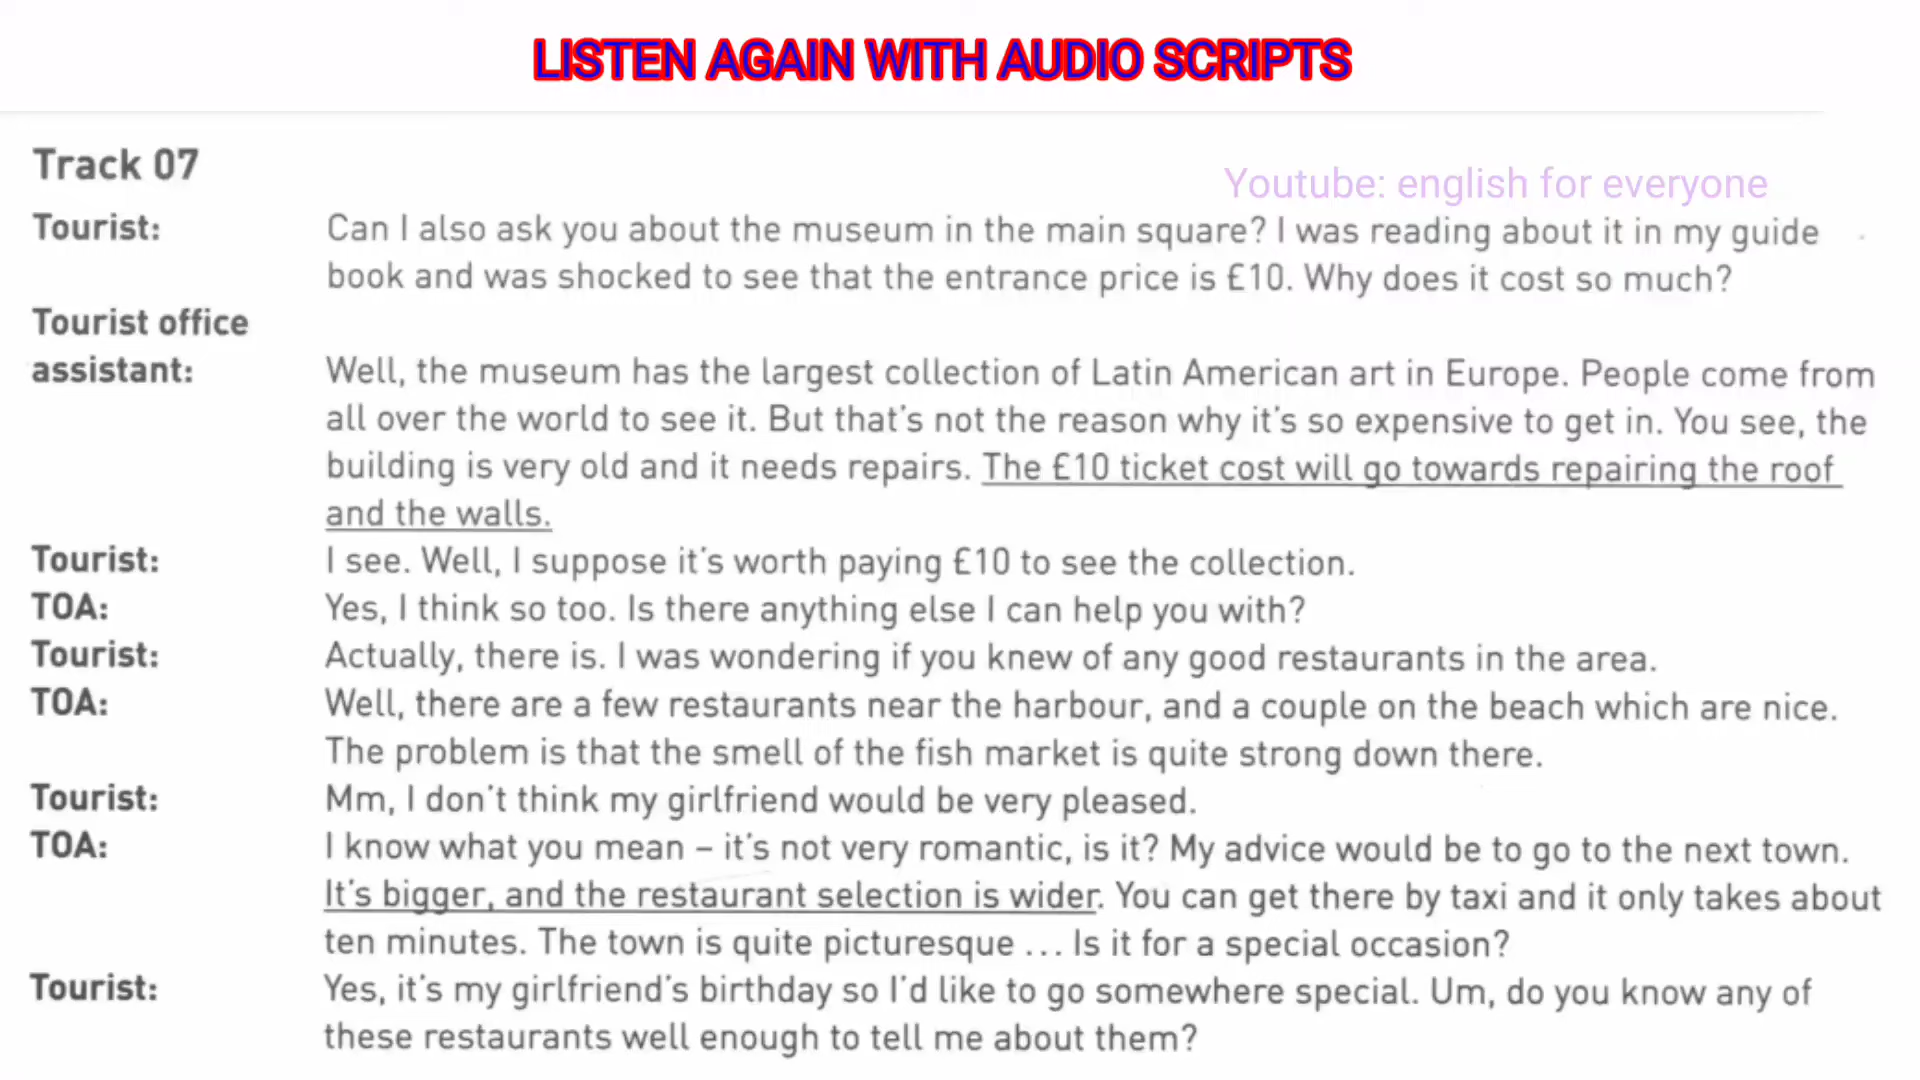 LISTEN AGAIN WITH AUDIO SCRIPTS
Track 07
Youtube: english for everyone
Tourist: Can I also ask you about the museum in the main square? I was reading about it in my guide
book and was shocked to see that the entrance price is £10. Why does it cost so much?
Tourist office
assistant: Well, the museum has the largest collection of Latin American art in Europe. People come from
all over the world to see it. But that's not the reason why it's so expensive to get in. You see, the
building is very old and it needs repairs. The £10 ticket cost will go towards repairing the roof
and the walls.
Tourist: I see. Well, I suppose it's worth paying £10 to see the collection.
TOA: Yes, I think so too. Is there anything else I can help you with?
Tourist: Actually, there is. I was wondering if you knew of any good restaurants in the area.
TOA: Well, there are a few restaurants near the harbour, and a couple on the beach which are nice.
The problem is that the smell of the fish market is quite strong down there.
Tourist: Mm, I don't think my girlfriend would be very pleased.
TOA: I know what you mean – it's not very romantic, is it? My advice would be to go to the next town.
It's bigger, and the restaurant selection is wider. You can get there by taxi and it only takes about
ten minutes. The town is quite picturesque ... Is it for a special occasion?
Tourist: Yes, it's my girlfriend's birthday so I'd like to go somewhere special. Um, do you know any of
these restaurants well enough to tell me about them?